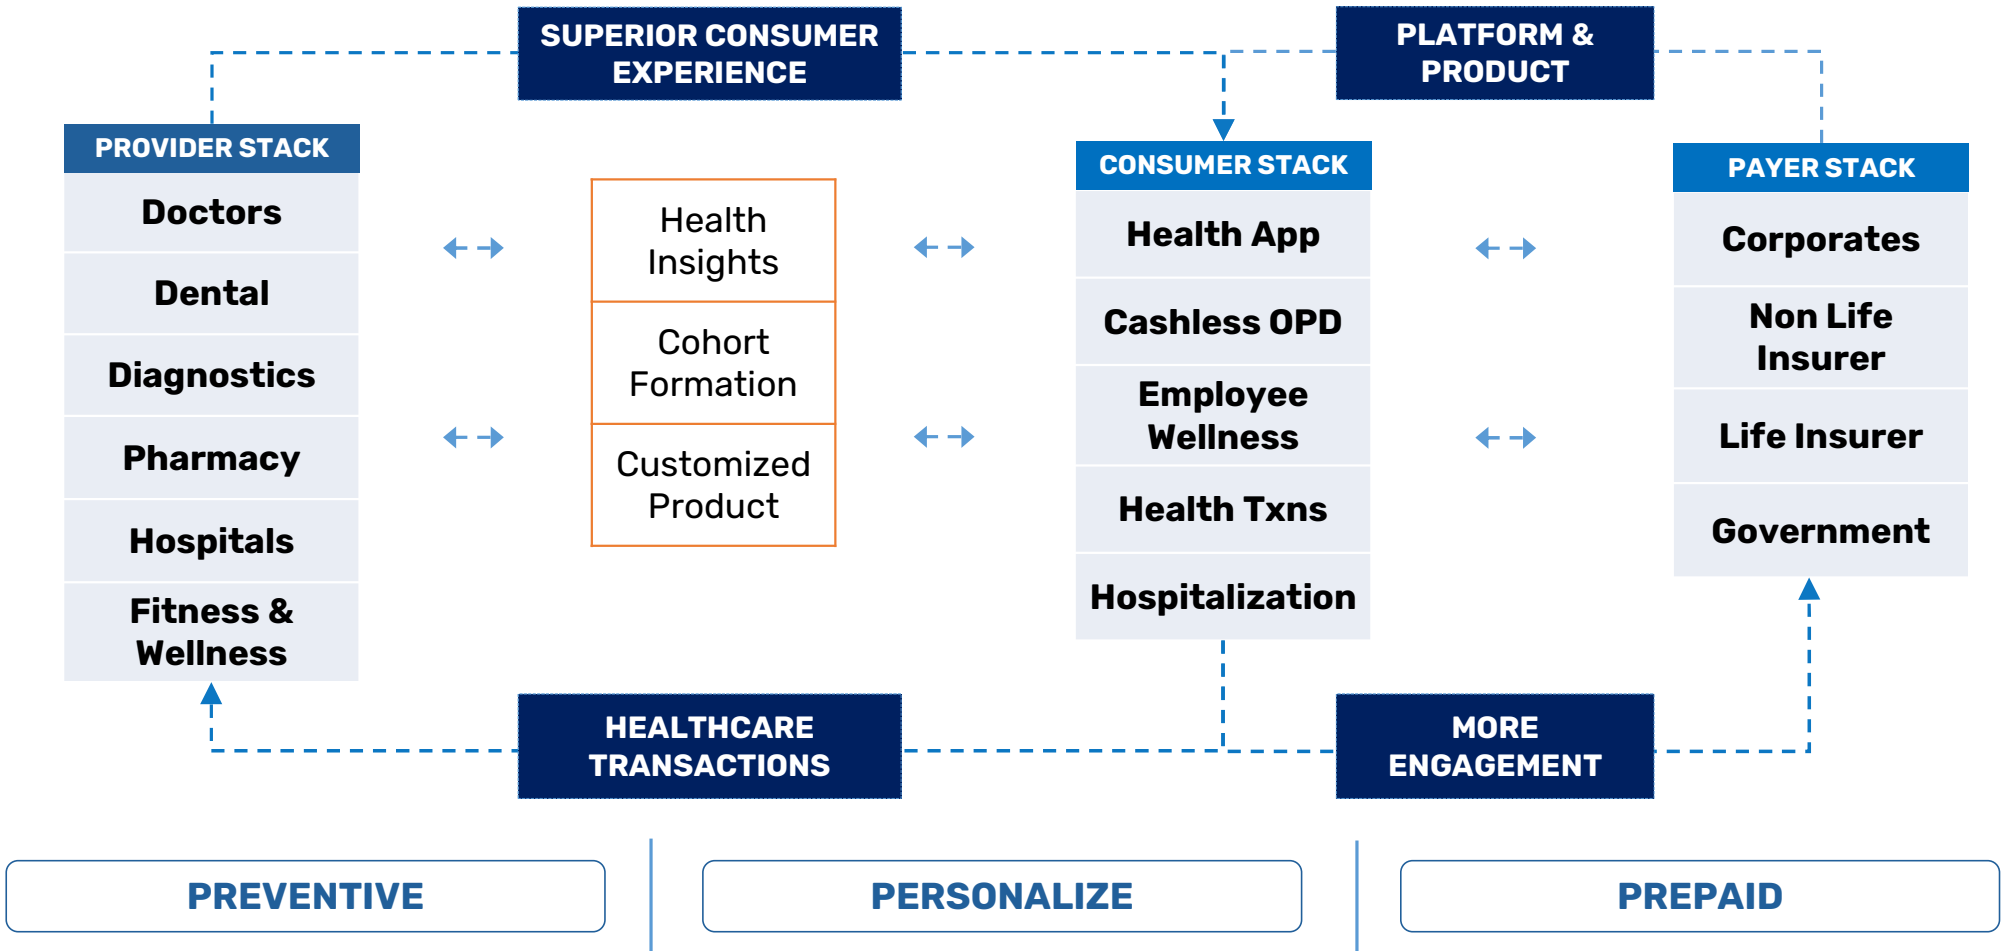 SUPERIOR CONSUMER
EXPERIENCE
PLATFORM &
PRODUCT
PROVIDER STACK
Doctors
Dental
Diagnostics
Pharmacy
Hospitals
Fitness &
Wellness
Health
Insights
Cohort
Formation
Customized
Product
CONSUMER STACK
Health App
Cashless OPD
Employee
Wellness
Health Txns
Hospitalization
PAYER STACK
Corporates
Non Life
Insurer
Life Insurer
Government
HEALTHCARE
TRANSACTIONS
MORE
ENGAGEMENT
PREVENTIVE
PERSONALIZE
PREPAID